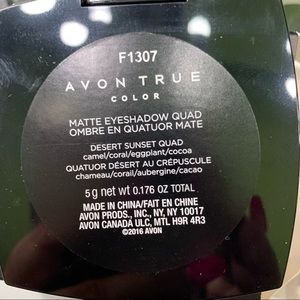 F1307
AVON TRUE
COLOR
MATTE EYESHADOW QUAD
OMBRE EN QUATUOR MATE
DESERT SUNSET QUAD
camel/coral/eggplant/cocoa
QUATUOR DÉSERT AU CRÉPUSCULE
chameau/corail/aubergine/cacao
5 g net wt 0.176 OZ TOTAL
MADE IN CHINA/FAIT EN CHINE
AVON PRODS., INC., NY, NY 10017
AVON CANADA ULC, MTL H9R 4R3
©2016 AVON